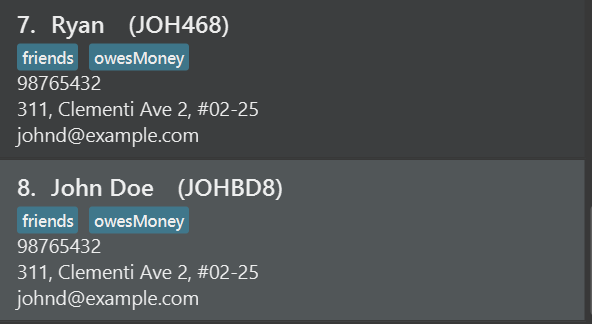 7. Ryan (JOH468)
friends owesMoney
98765432
311, Clementi Ave 2, #02-25
johnd@example.com
8. John Doe (JOHBD8)
friends owesMoney
98765432
311, Clementi Ave 2, #02-25
johnd@example.com